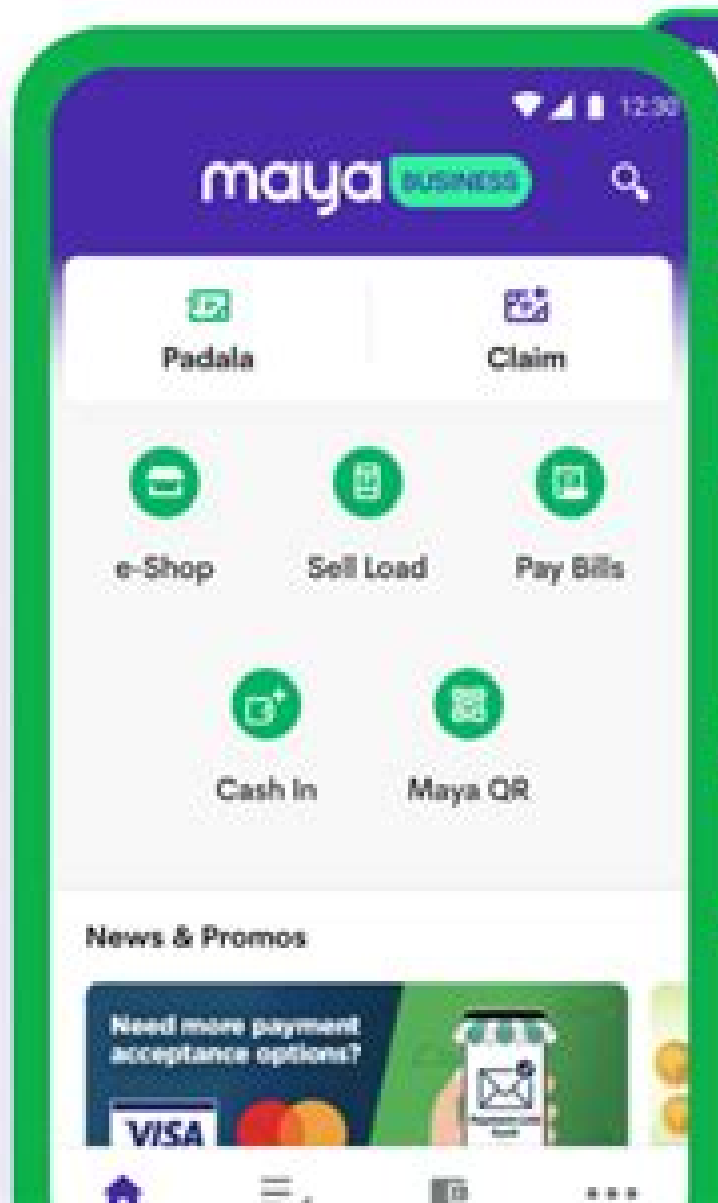 12:30
maya BUSINESS
Padala
Claim
e-Shop
Sell Load
Pay Bills
Cash In
Maya QR
News & Promos
Need more payment
acceptance options?
VISA